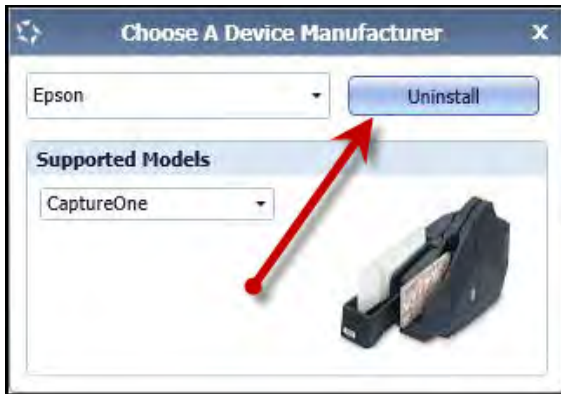 Choose A Device Manufacturer X
Epson Uninstall
Supported Models
CaptureOne